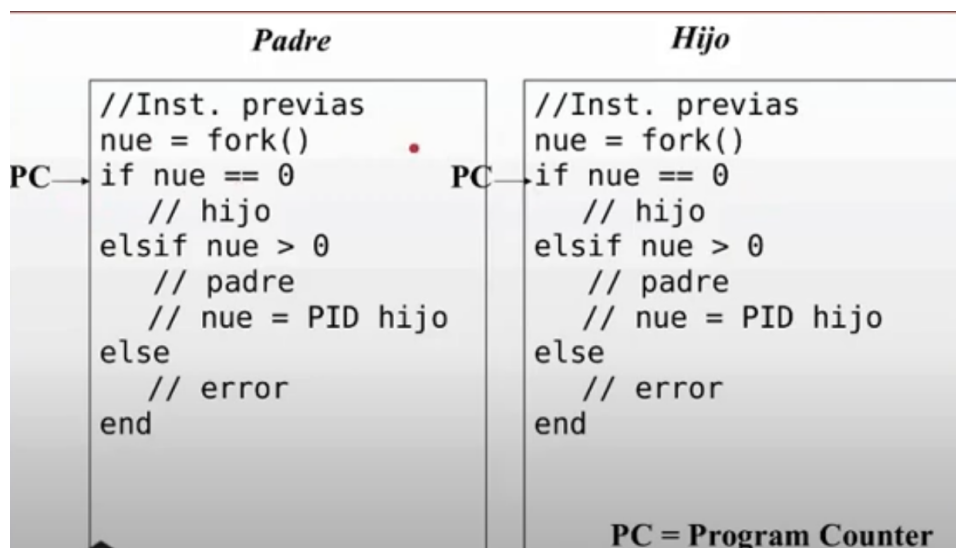 Padre
//Inst. previas
nue = fork()
PC if nue == 0
// hijo
elsif nue > 0
// padre
// nue = PID hijo
else
// error
end
Hijo
//Inst. previas
nue = fork()
PC if nue == 0
// hijo
elsif nue > 0
// padre
// nue = PID hijo
else
// error
end
PC = Program Counter